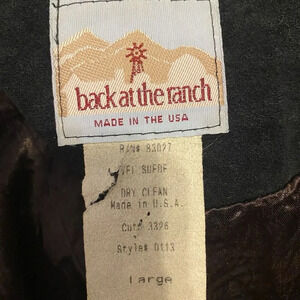 back at the ranch
MADE IN THE USA
RN# 83027
SUEDE
DRY CLEAN
Made in U.S.A.
Cut# 3326
Style# 0113
Large